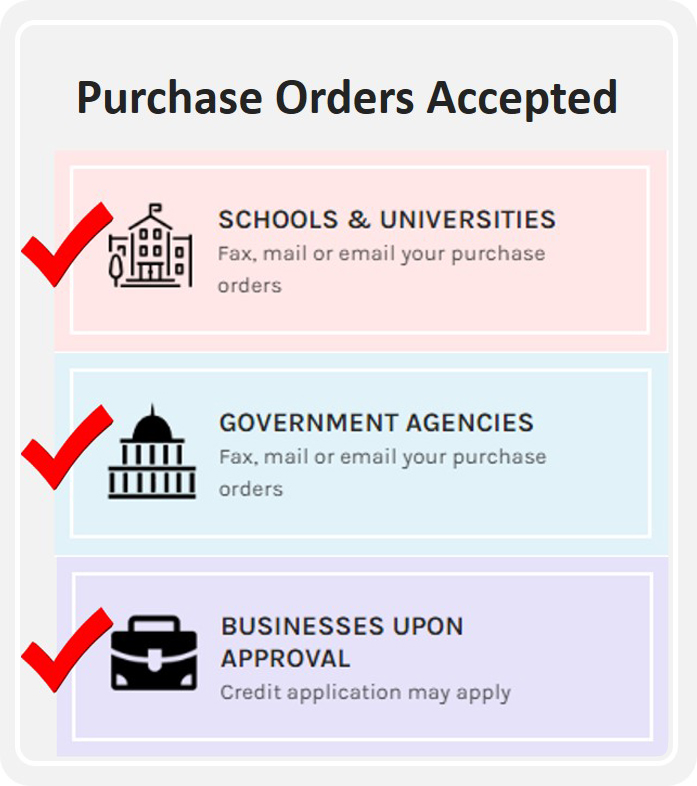 Purchase Orders Accepted
SCHOOLS & UNIVERSITIES
Fax, mail or email your purchase
orders
GOVERNMENT AGENCIES
Fax, mail or email your purchase
orders
BUSINESSES UPON
APPROVAL
Credit application may apply